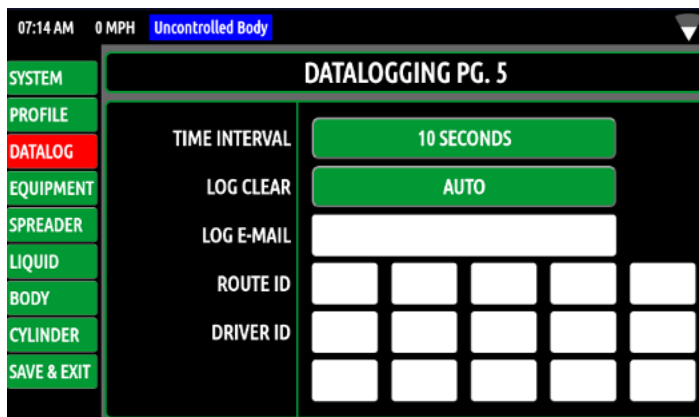 07:14 AM 0 MPH Uncontrolled Body
SYSTEM
PROFILE
DATALOG
EQUIPMENT
SPREADER
LIQUID
BODY
CYLINDER
SAVE & EXIT
DATALOGGING PG. 5
TIME INTERVAL 10 SECONDS
LOG CLEAR AUTO
LOG E-MAIL
ROUTE ID
DRIVER ID